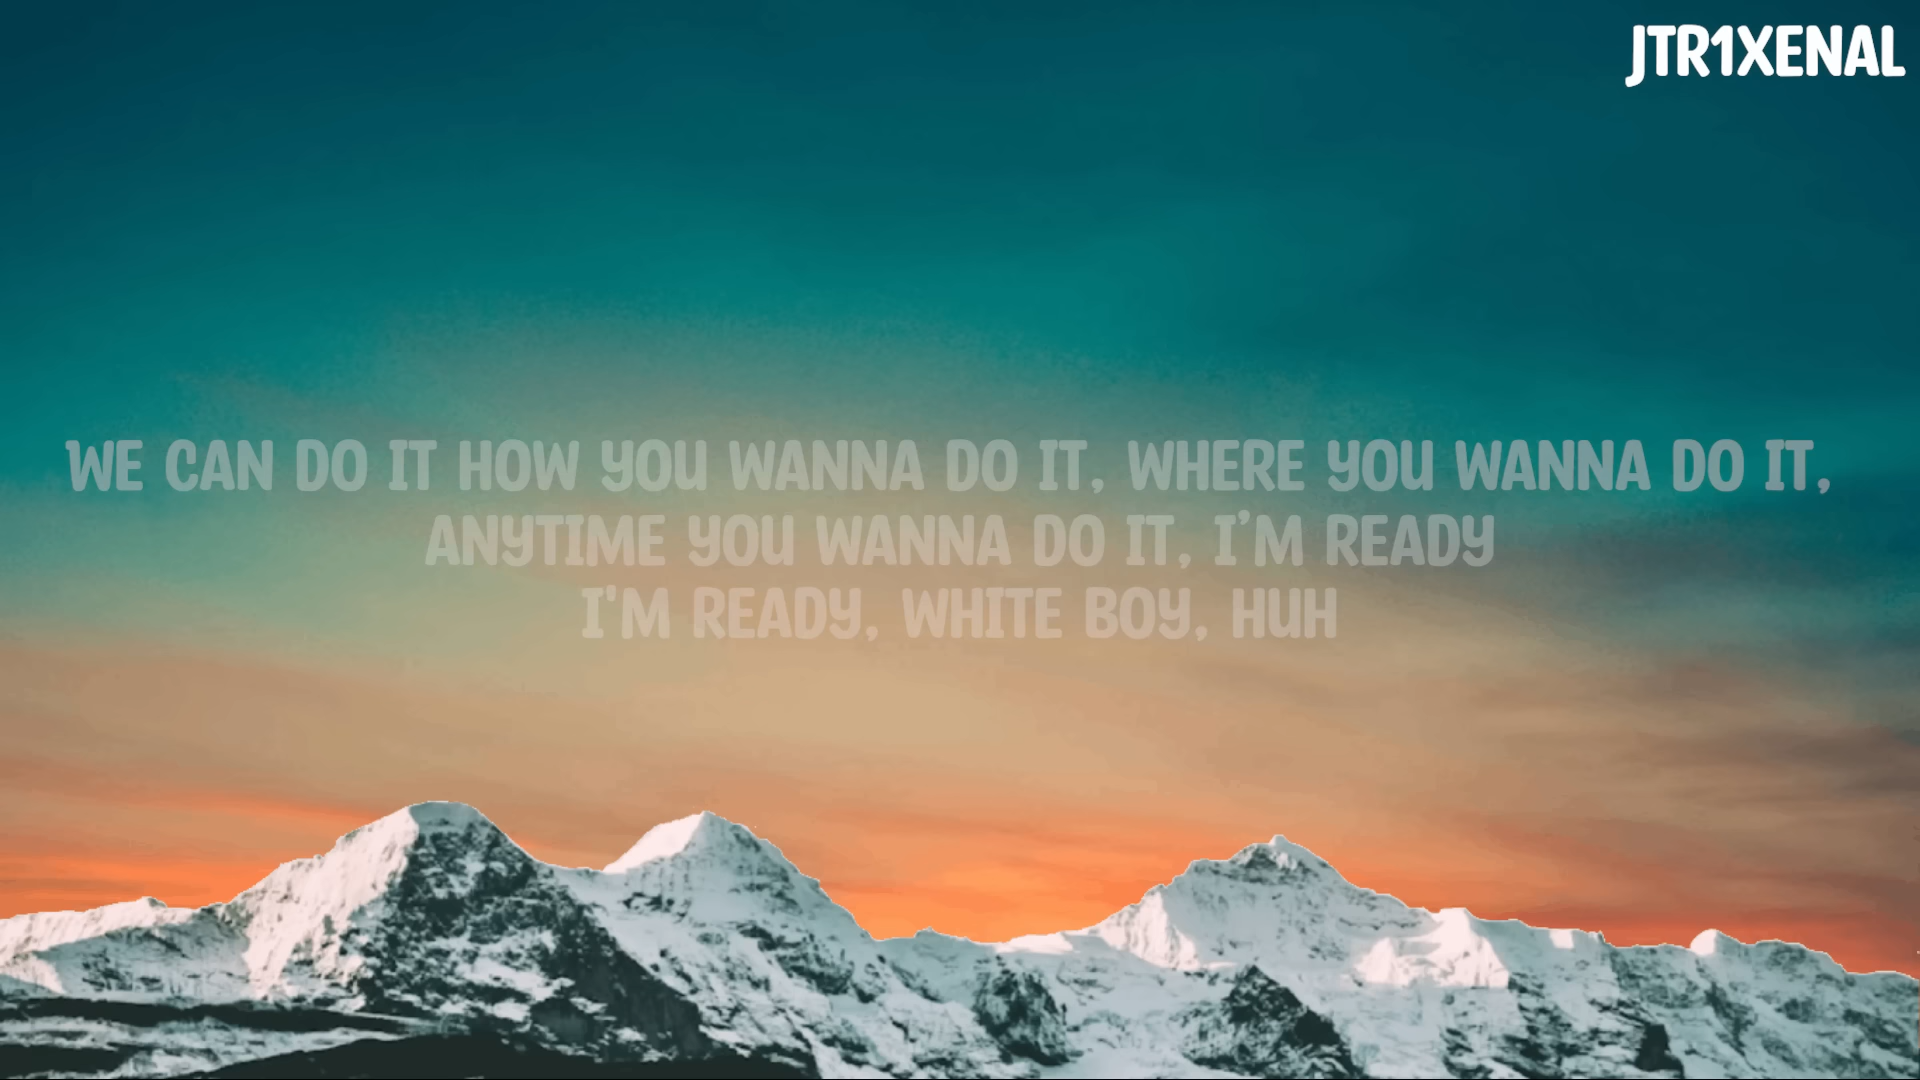 JTR1XENAL
WE CAN DO IT HOW YOU WANNA DO IT, WHERE YOU WANNA DO IT,
ANYTIME YOU WANNA DO IT, I’M READY
I'M READY, WHITE BOY, HUH